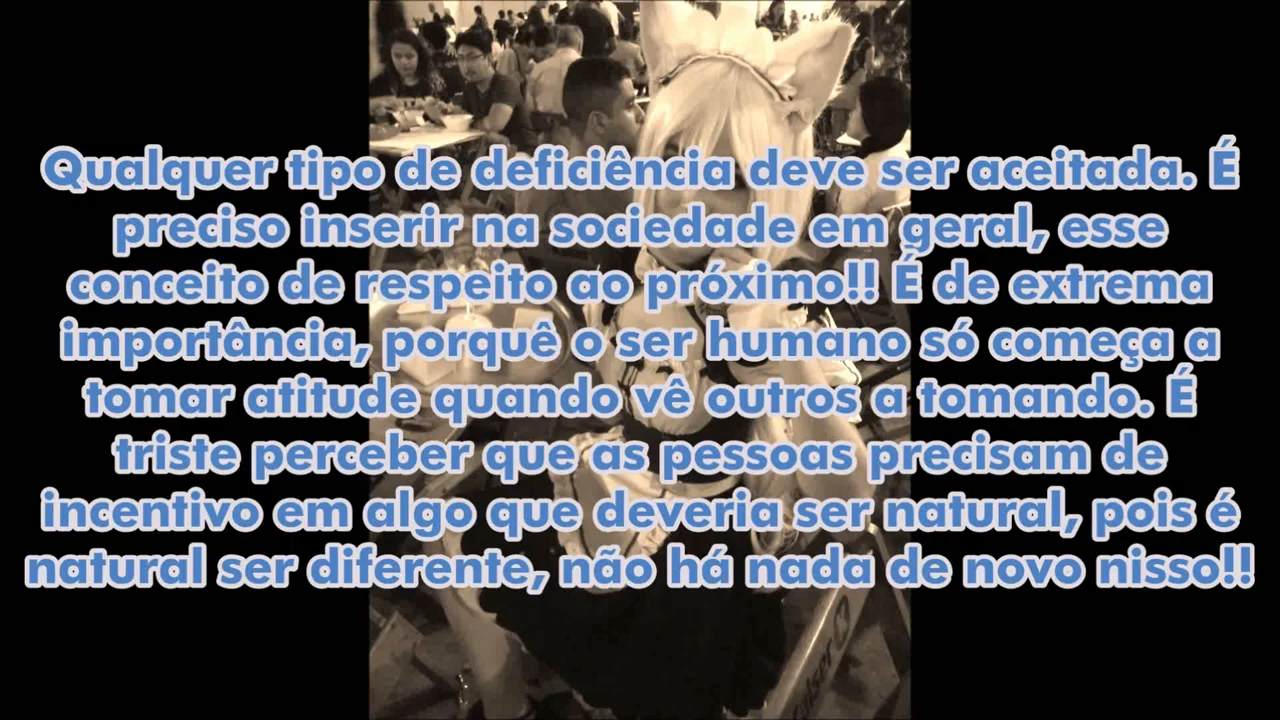 Qualquer tipo de deficiência deve ser aceitada. É
preciso inserir na sociedade em geral, esse
conceito de respeito ao próximo!! É de extrema
importância, porquê o ser humano só começa a
tomar atitude quando vê outros a tomando. É
triste perceber que as pessoas precisam de
incentivo em algo que deveria ser natural, pois é
natural ser diferente, não há nada de novo nisso!!